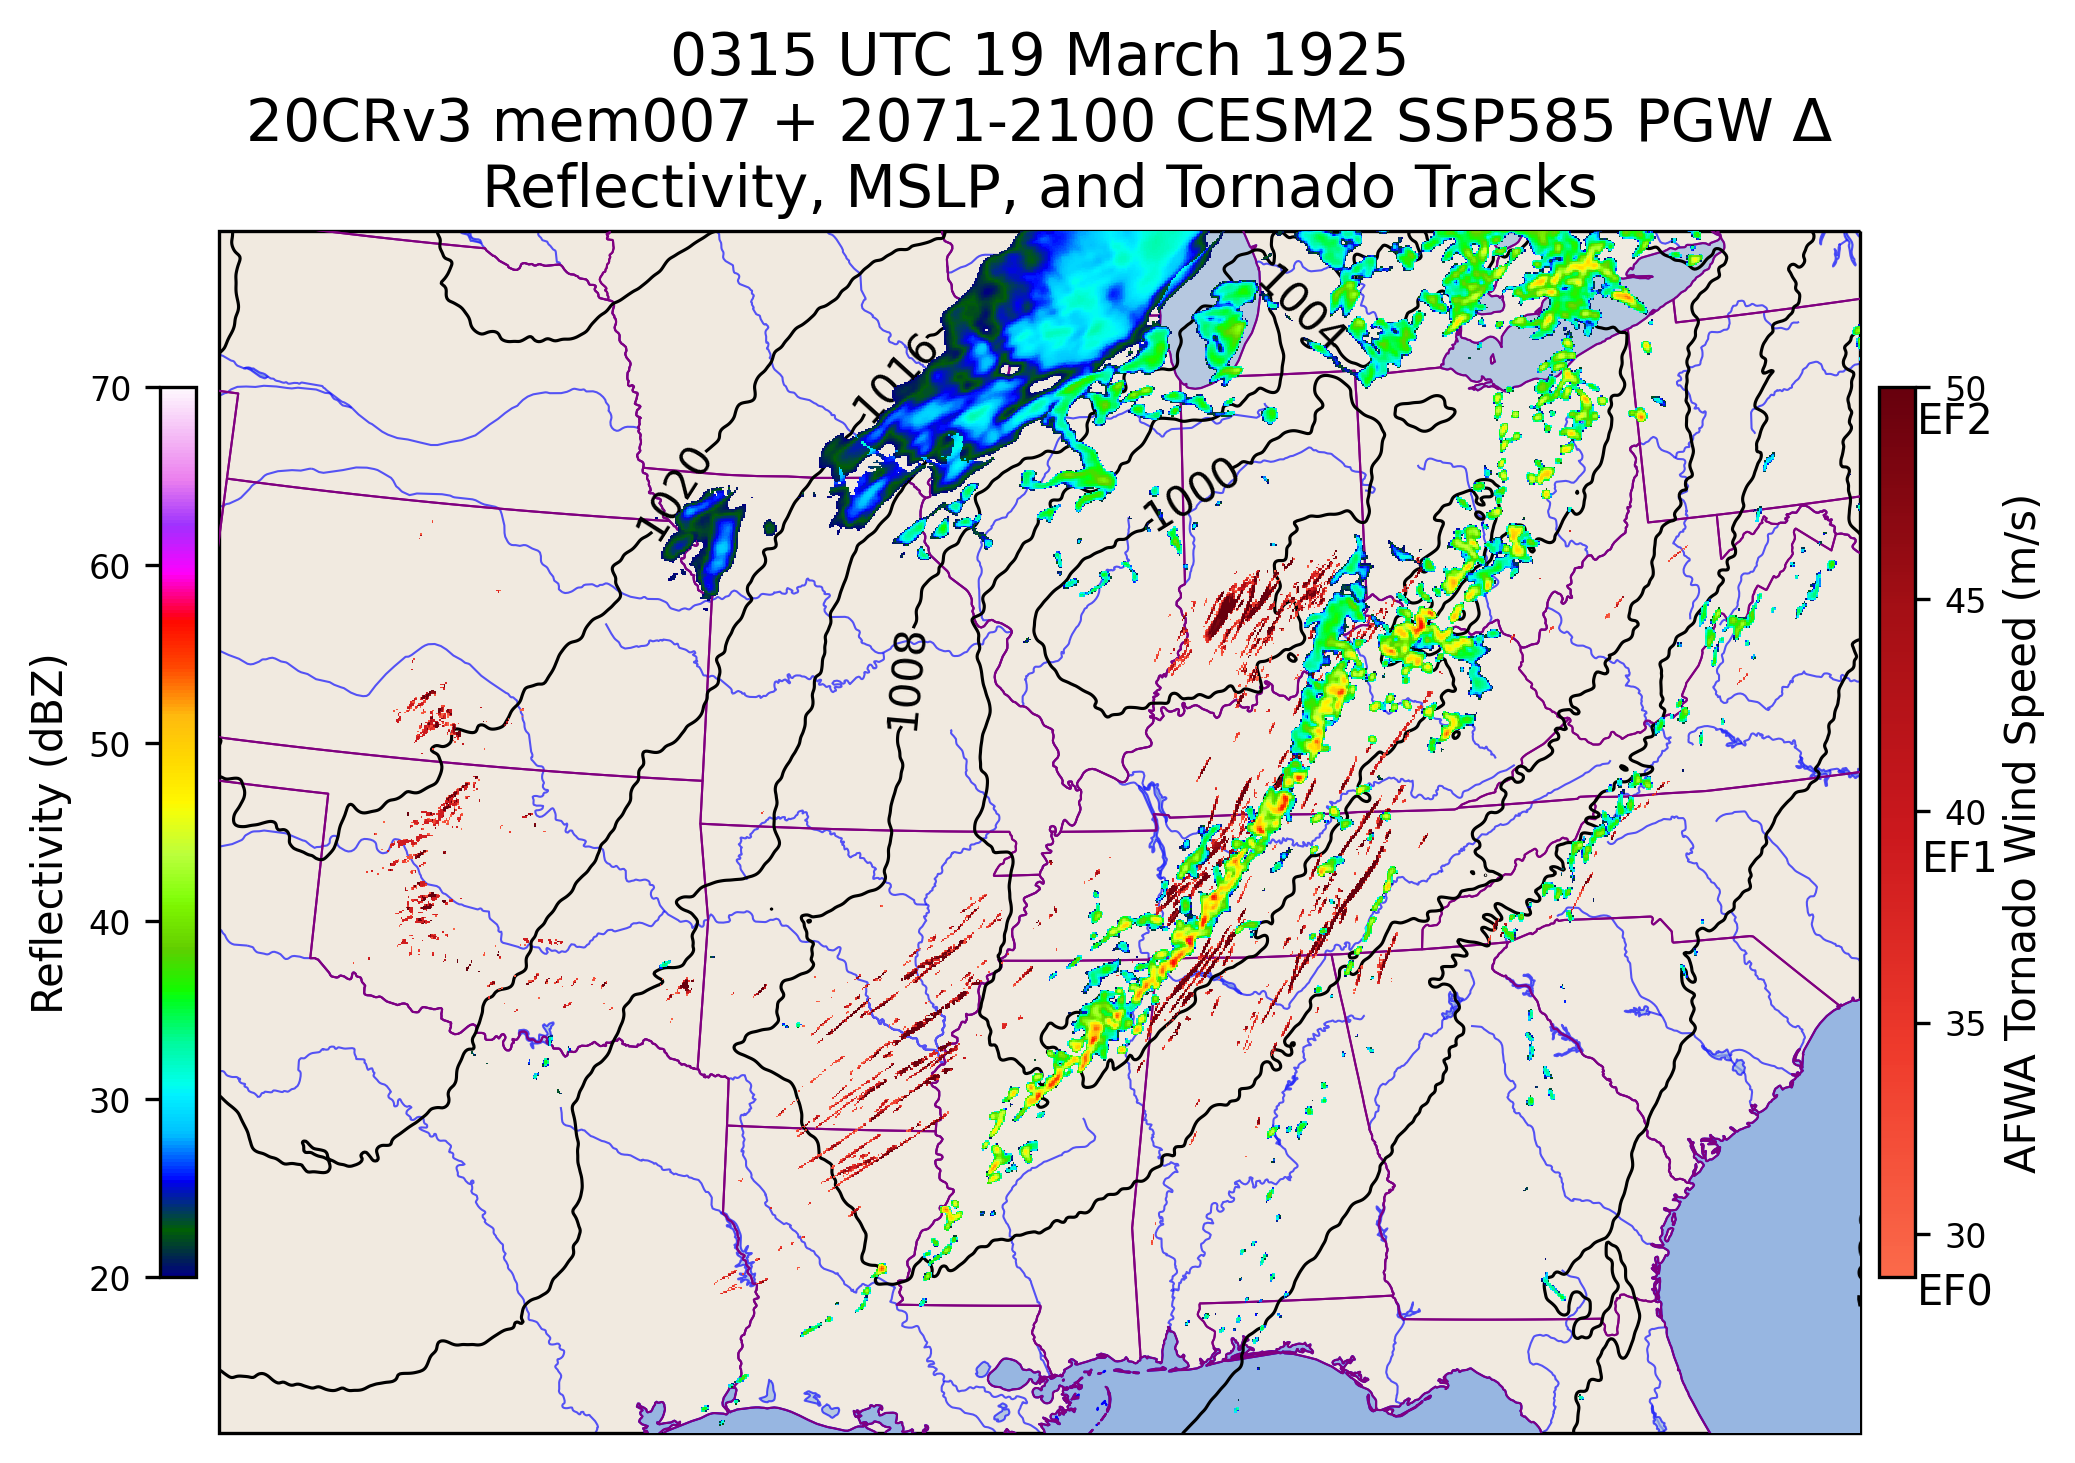 0315 UTC 19 March 1925
20CRv3 mem007 + 2071-2100 CESM2 SSP585 PGW Δ
Reflectivity, MSLP, and Tornado Tracks
Reflectivity (dBZ)
70
60
50
40
30
20
1016
1004
1020
1000
1008
50
EF2
45
40
EF1
35
30
EF0
AFWA Tornado Wind Speed (m/s)